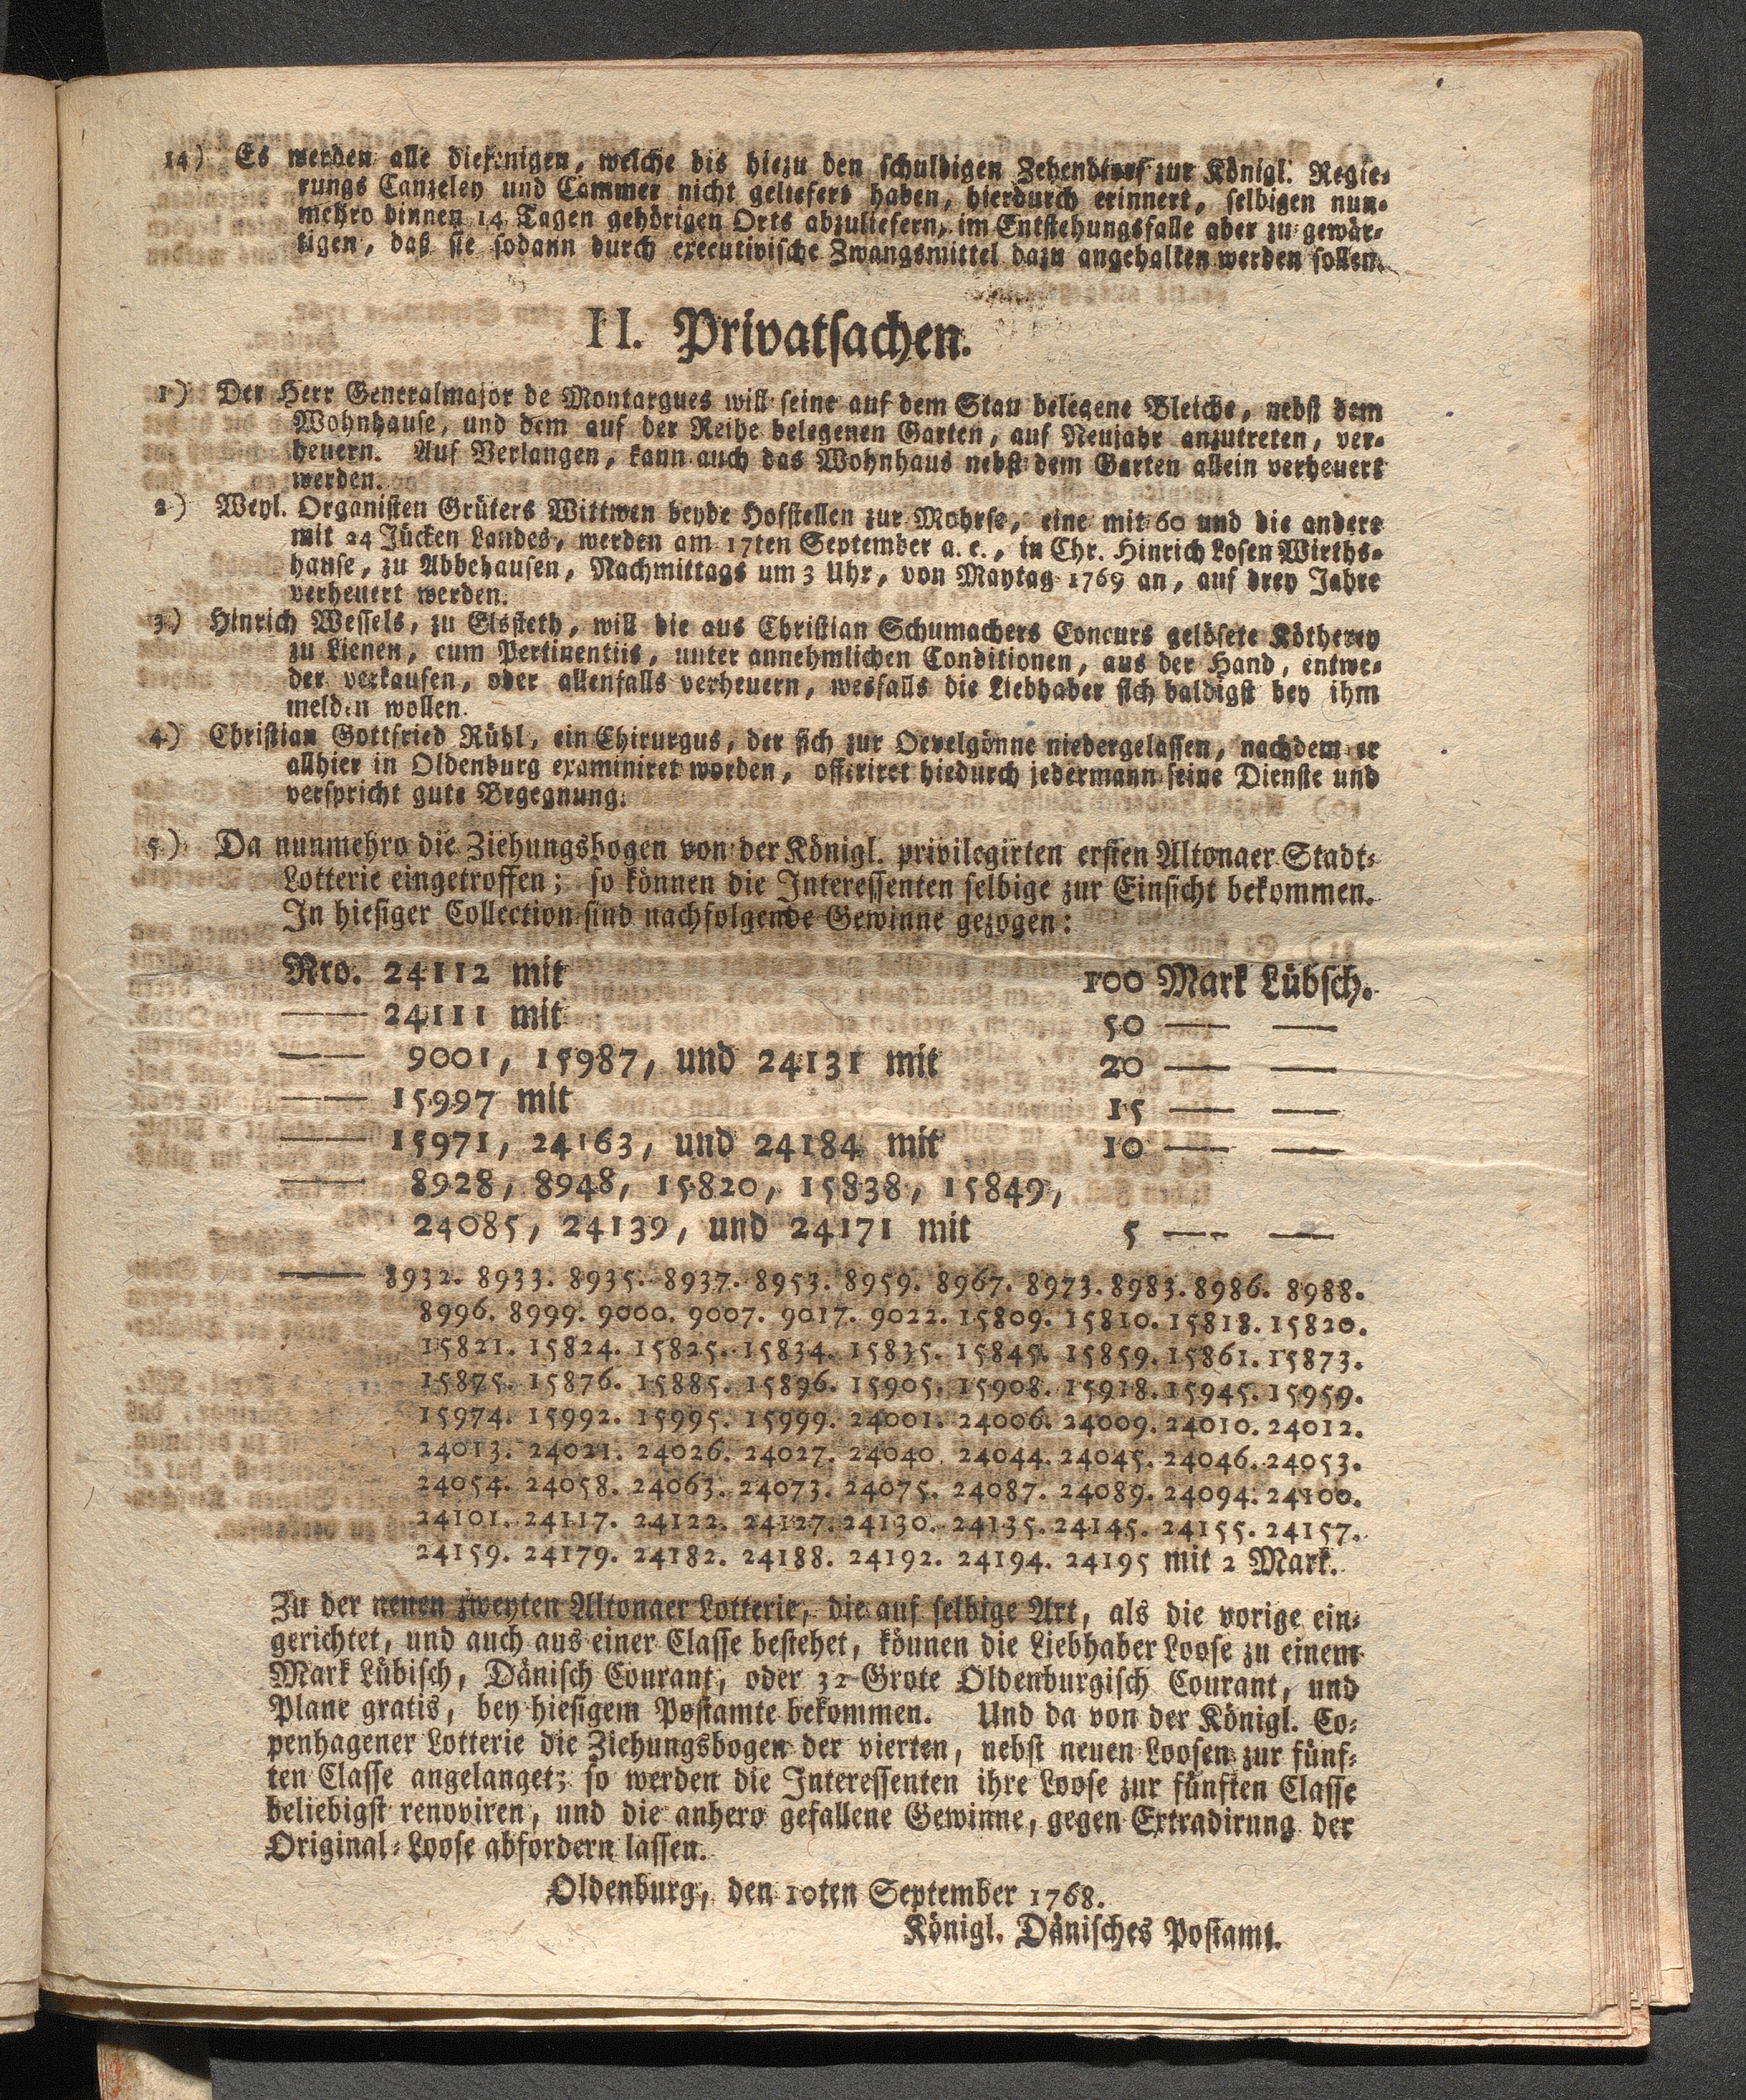 14) Es werden alle diejenigen, welche bis hiezu den schuldigen Zehendtorf zur Königl. Regie-
rungs Canzeley und Cammer nicht geliefert haben, hierdurch erinnert, selbigen nun-
mehro binnen 14 Tagen gehörigen Orts abzuliefern, im Entstehungsfalle aber zu gewär-
tigen, daß sie sodann durch executivische Zwangsmittel dazu angehalten werden sollen.
II. Privatsachen.
1) Der Herr Generalmajor de Montargues will seine auf dem Stau belegene Bleiche, nebst dem
Wohnhause, und dem auf der Reihe belegenen Garten, auf Neujahr anzutreten, ver-
heuern. Auf Verlangen, kann auch das Wohnhaus nebst dem Garten allein verheuert
werden.
2) Weyl. Organisten Grüters Wittwen beyde Hofstellen zur Mohrse, eine mit 60 und die andere
mit 24 Jücken Landes, werden am 17ten September a. c., in Chr. Hinrich Losen Wirths-
hause, zu Abbehausen, Nachmittags um 3 Uhr, von Maytag 1769 an, auf drey Jahre
verheuert werden.
3) Hinrich Wessels, zu Elsfleth, will die aus Christian Schumachers Concurs gelösete Kötherey
zu Lienen, cum Pertinentiis, unter annehmlichen Conditionen, aus der Hand, entwe-
der verkaufen, oder allenfalls verheuern, wesfalls die Liebhaber sich baldigst bey ihm
melden wollen.
4) Christian Gottfried Rühl, ein Chirurgus, der sich zur Oevelgönne niedergelassen, nachdem er
allhier in Oldenburg examiniret worden, offeriret hiedurch jedermann seine Dienste und
verspricht gute Begegnung.
5) Da nunmehro die Ziehungsbogen von der Königl. privilegirten ersten Altonaer Stadt-
Lotterie eingetroffen; so können die Interessenten selbige zur Einsicht bekommen.
In hiesiger Collection sind nachfolgende Gewinne gezogen:
Nro. 24112 mit 100 Mark Lübsch.
— 24111 mit 50 — —
— 9001, 15987, und 24131 mit 20 — —
— 15997 mit 15 — —
— 15971, 24163, und 24184 mit 10 — —
— 8928, 8948, 15820, 15838, 15849,
24085, 24139, und 24171 mit 5 — —
— 8932. 8933. 8935. 8937. 8953. 8959. 8967. 8973. 8983. 8986. 8988.
8996. 8999. 9000. 9007. 9017. 9022. 15809. 15810. 15818. 15820.
15821. 15824. 15825. 15834. 15835. 15845. 15859. 15861. 15873.
15875. 15876. 15885. 15896. 15905. 15908. 15918. 15945. 15959.
15974. 15992. 15995. 15999. 24001. 24006. 24009. 24010. 24012.
24013. 24021. 24026. 24027. 24040. 24044. 24045. 24046. 24053.
24054. 24058. 24063. 24073. 24075. 24087. 24089. 24094. 24100.
24101. 24117. 24122. 24127. 24130. 24135. 24145. 24155. 24157.
24159. 24179. 24182. 24188. 24192. 24194. 24195 mit 2 Mark.
Zu der neuen zweyten Altonaer Lotterie, die auf selbige Art, als die vorige ein-
gerichtet, und auch aus einer Classe bestehet, können die Liebhaber Loose zu einem
Mark Lübisch, Dänisch Courant, oder 32 Grote Oldenburgisch Courant, und
Plane gratis, bey hiesigem Postamte bekommen. Und da von der Königl. Co-
penhagener Lotterie die Ziehungsbogen der vierten, nebst neuen Loosen zur fünf-
ten Classe angelanget; so werden die Interessenten ihre Loose zur fünften Classe
beliebigst renoviren, und die anhero gefallene Gewinne, gegen Extradirung der
Original-Loose abfordern lassen.
Oldenburg, den 10ten September 1768.
Königl. Dänisches Postamt.